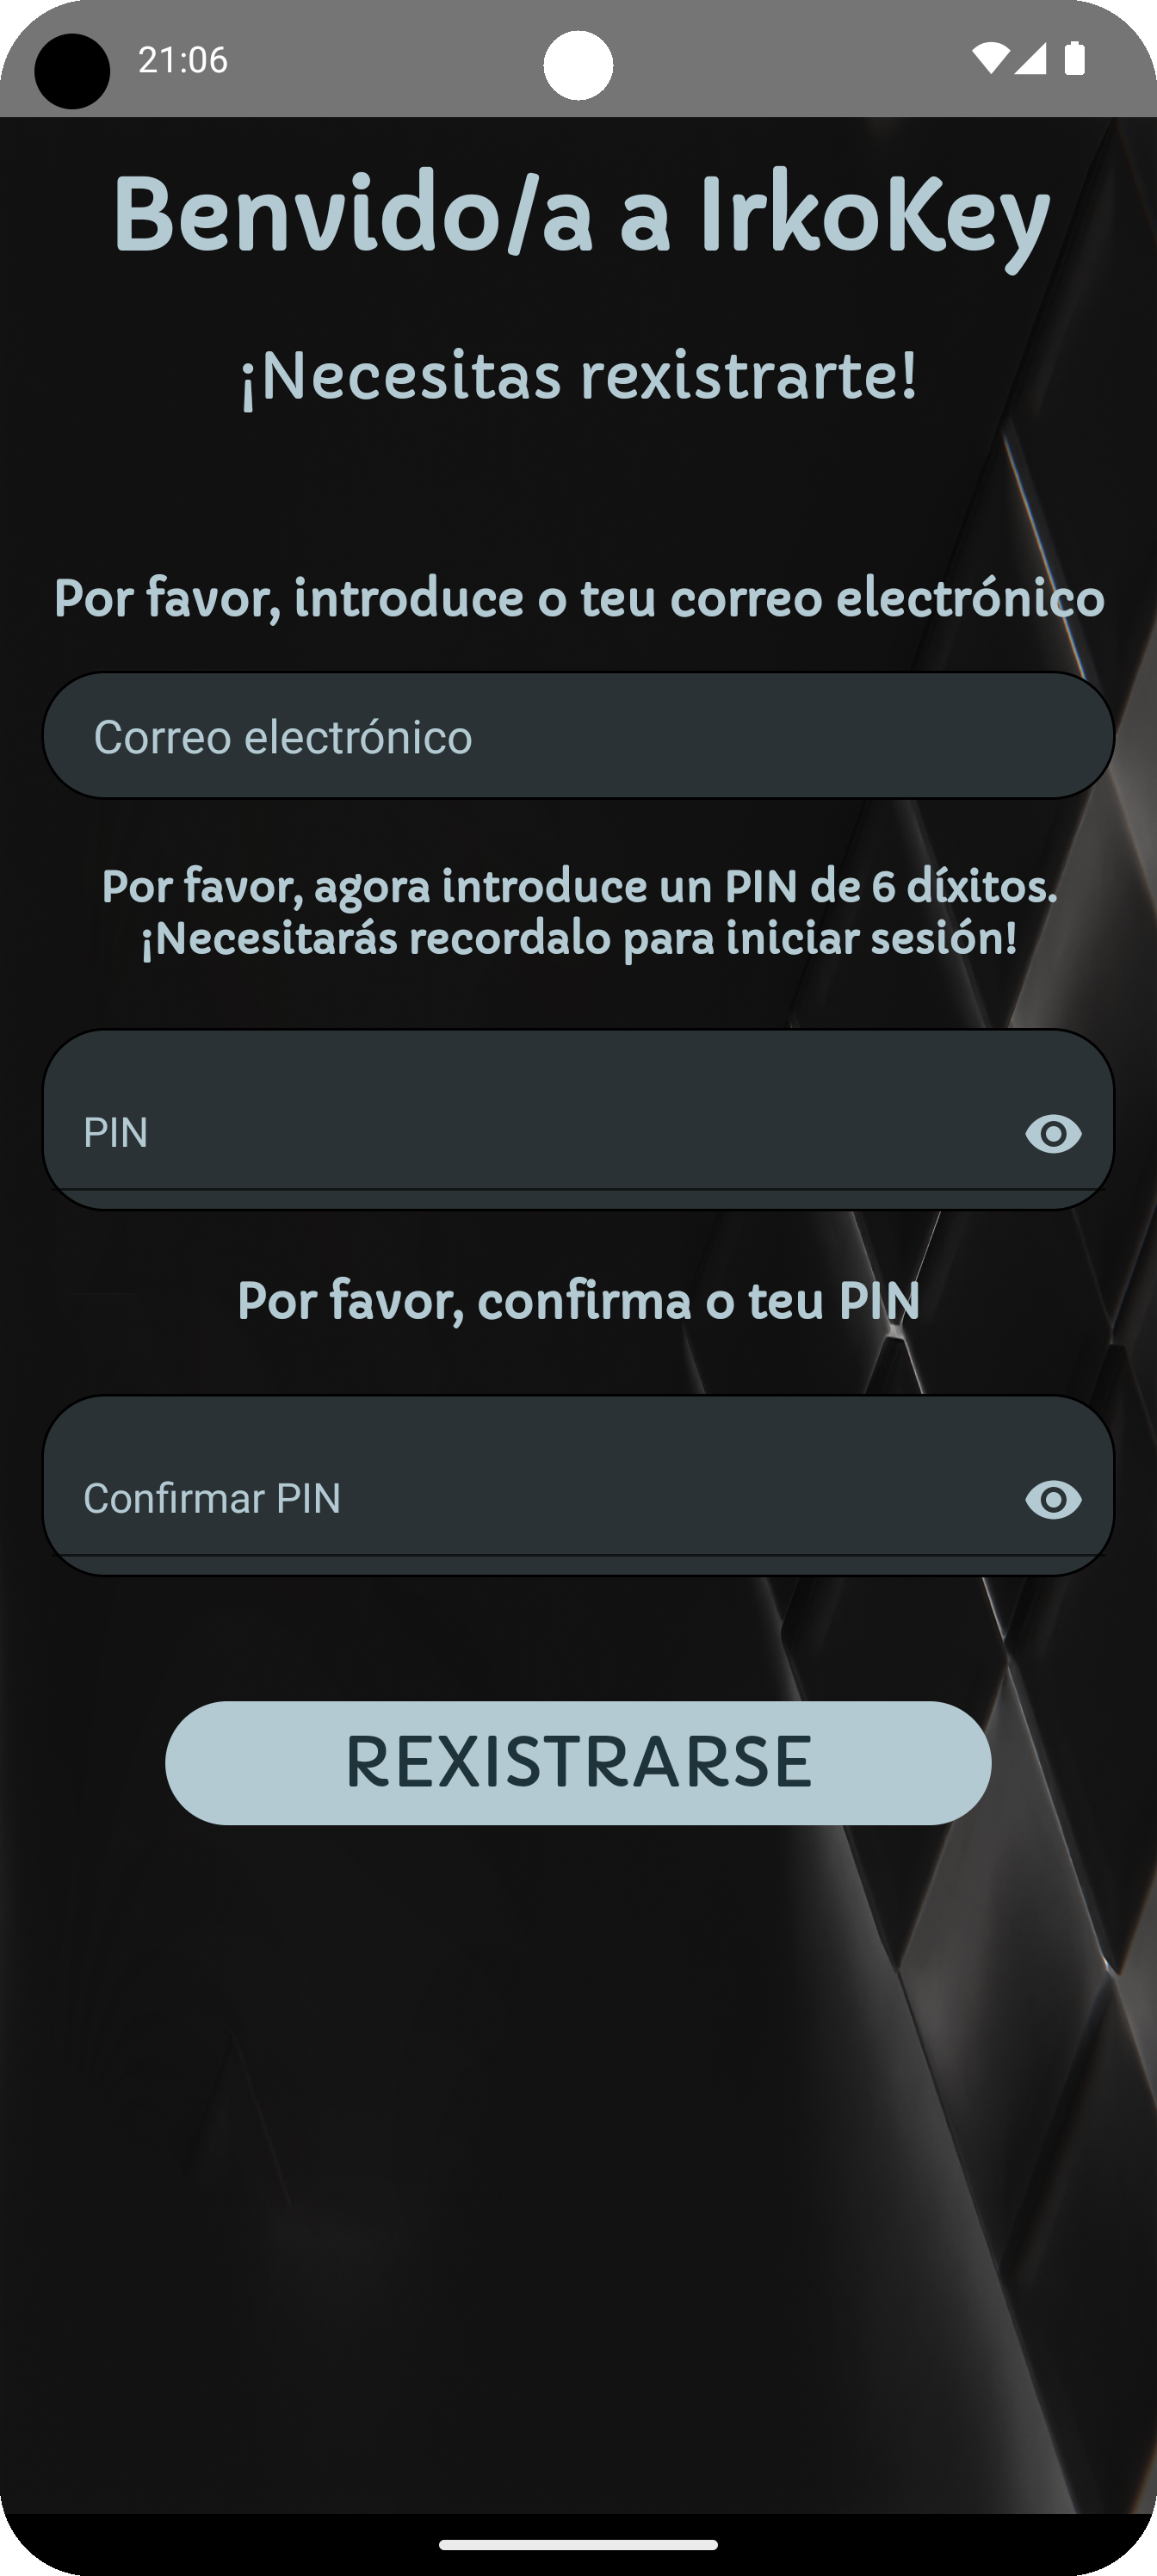 21:06
Benvido/a a IrkoKey
¡Necesitas rexistrarte!
Por favor, introduce o teu correo electrónico
Correo electrónico
Por favor, agora introduce un PIN de 6 díxitos.
¡Necesitarás recordalo para iniciar sesión!
PIN
Por favor, confirma o teu PIN
Confirmar PIN
REXISTRARSE